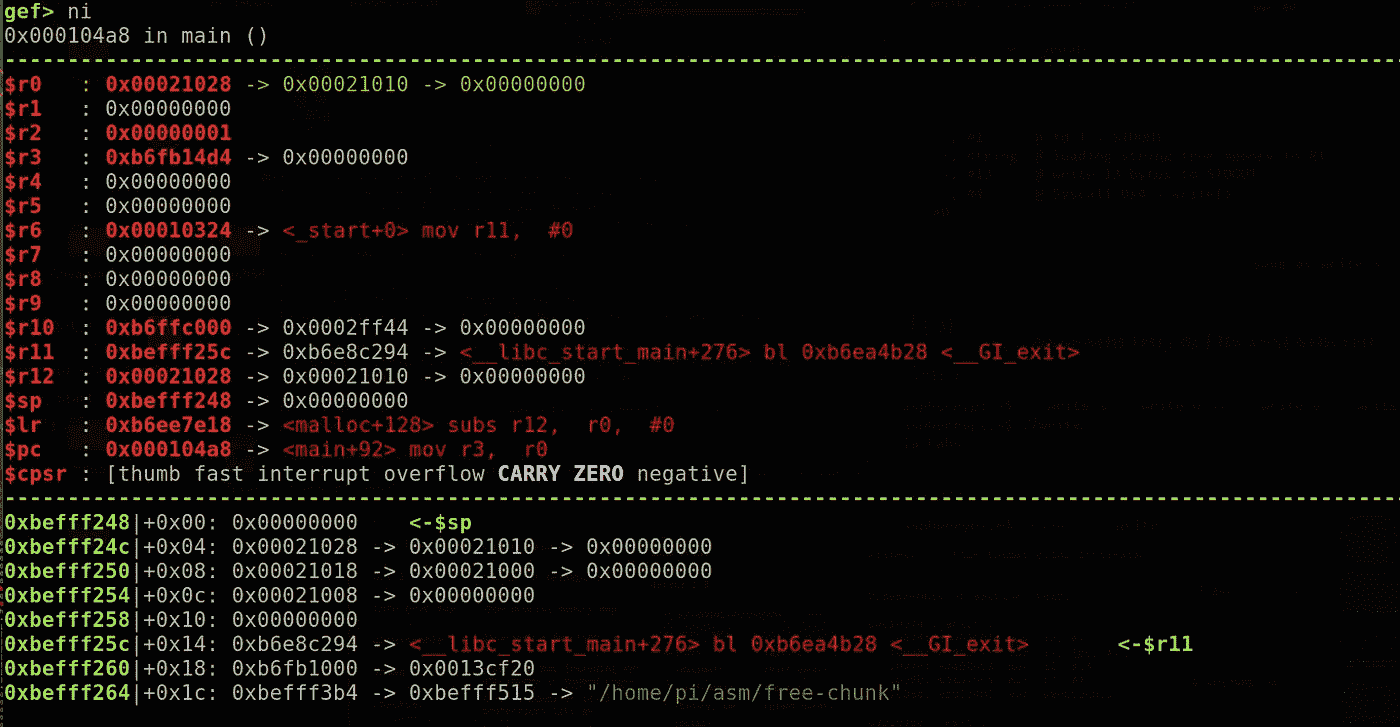 gef> ni
0x000104a8 in main ()
$r0   : 0x00021028 -> 0x00021010 -> 0x00000000
$r1   : 0x00000000
$r2   : 0x00000001
$r3   : 0xb6fb14d4 -> 0x00000000
$r4   : 0x00000000
$r5   : 0x00000000
$r6   : 0x00010324 -> <_start+0> mov r11,  #0
$r7   : 0x00000000
$r8   : 0x00000000
$r9   : 0x00000000
$r10  : 0xb6ffc000 -> 0x0002ff44 -> 0x00000000
$r11  : 0xbefff25c -> 0xb6e8c294 -> <__libc_start_main+276> bl 0xb6ea4b28 <__GI_exit>
$r12  : 0x00021028 -> 0x00021010 -> 0x00000000
$sp   : 0xbefff248 -> 0x00000000
$lr   : 0xb6ee7e18 -> <malloc+128> subs r12,  r0,  #0
$pc   : 0x000104a8 -> <main+92> mov r3,  r0
$cpsr : [thumb fast interrupt overflow CARRY ZERO negative]
0xbefff248|+0x00: 0x00000000    <-$sp
0xbefff24c|+0x04: 0x00021028 -> 0x00021010 -> 0x00000000
0xbefff250|+0x08: 0x00021018 -> 0x00021000 -> 0x00000000
0xbefff254|+0x0c: 0x00021008 -> 0x00000000
0xbefff258|+0x10: 0x00000000
0xbefff25c|+0x14: 0xb6e8c294 -> <__libc_start_main+276> bl 0xb6ea4b28 <__GI_exit>       <-$r11
0xbefff260|+0x18: 0xb6fb1000 -> 0x0013cf20
0xbefff264|+0x1c: 0xbefff3b4 -> 0xbefff515 -> "/home/pi/asm/free-chunk"